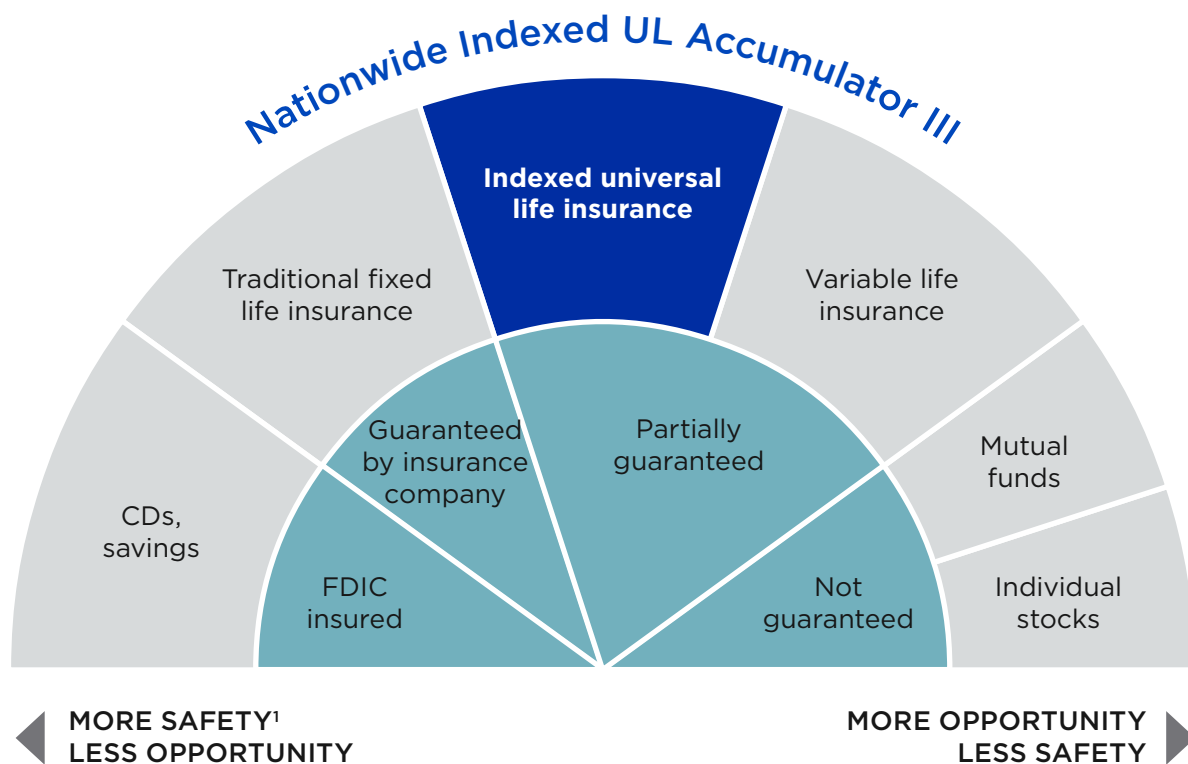 Nationwide Indexed UL Accumulator III
Indexed universal
life insurance
Traditional fixed
life insurance
Variable life
insurance
CDs,
savings
Mutual
funds
Individual
stocks
Guaranteed
by insurance
company
Partially
guaranteed
FDIC
insured
Not
guaranteed
MORE SAFETY¹
LESS OPPORTUNITY
MORE OPPORTUNITY
LESS SAFETY